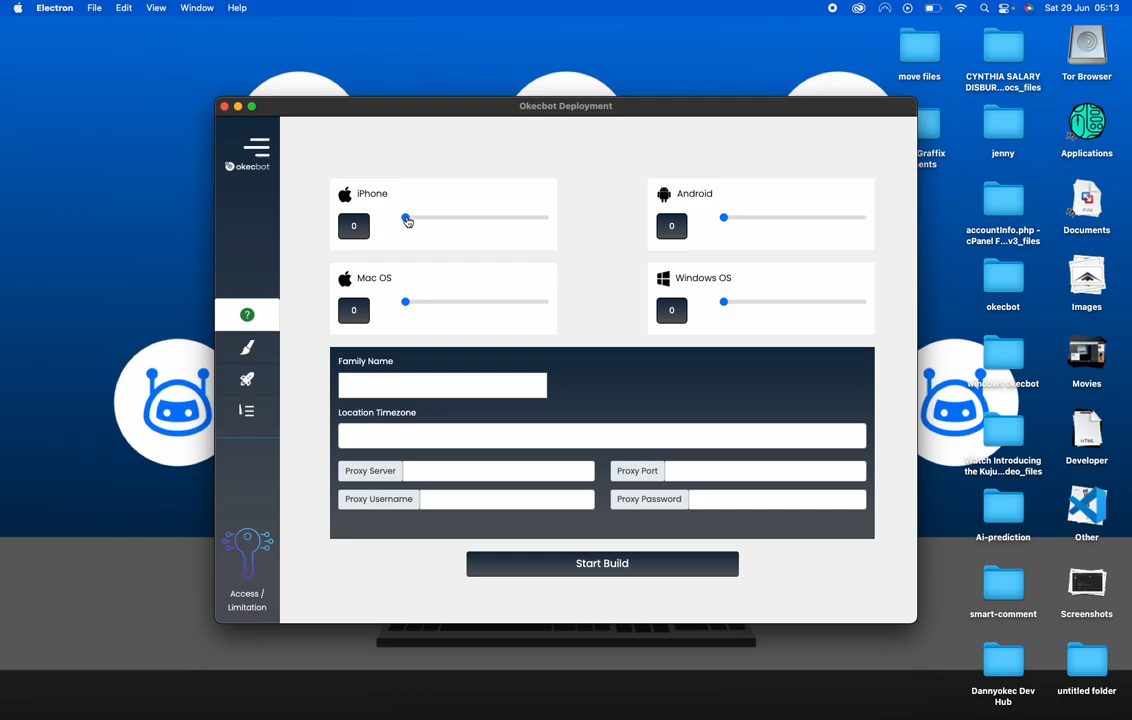 Electron File Edit View Window Help
Sat 29 Jun 05:13
move files
CYNTHIA SALARY
DISBUR...ocs_files
Tor Browser
Okecbot Deployment
okecbot
iPhone
0
Android
0
Mac OS
0
Windows OS
0
Family Name
Location Timezone
Proxy Server
Proxy Port
Proxy Username
Proxy Password
Start Build
Access /
Limitation
Graffix
ents
jenny
Applications
accountInfo.php -
cPanel F...v3_files
Documents
okecbot
Images
windows okecbot
Movies
Watch Introducing
the Kuju...deo_files
HTML
Developer
Ai-prediction
Other
smart-comment
Screenshots
Dannyokec Dev
Hub
untitled folder